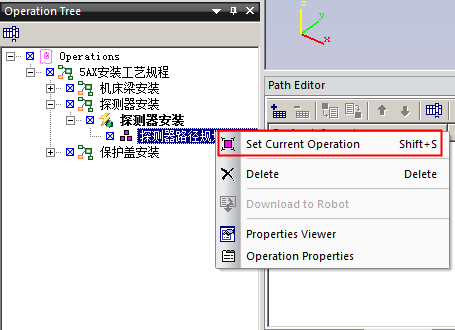 Operation Tree
Operations
5AX安装工艺规程
机床梁安装
探测器安装
探测器安装
探测器路径规
保护盖安装
z
y
x
Path Editor
Set Current Operation Shift+S
Delete Delete
Download to Robot
Properties Viewer
Operation Properties